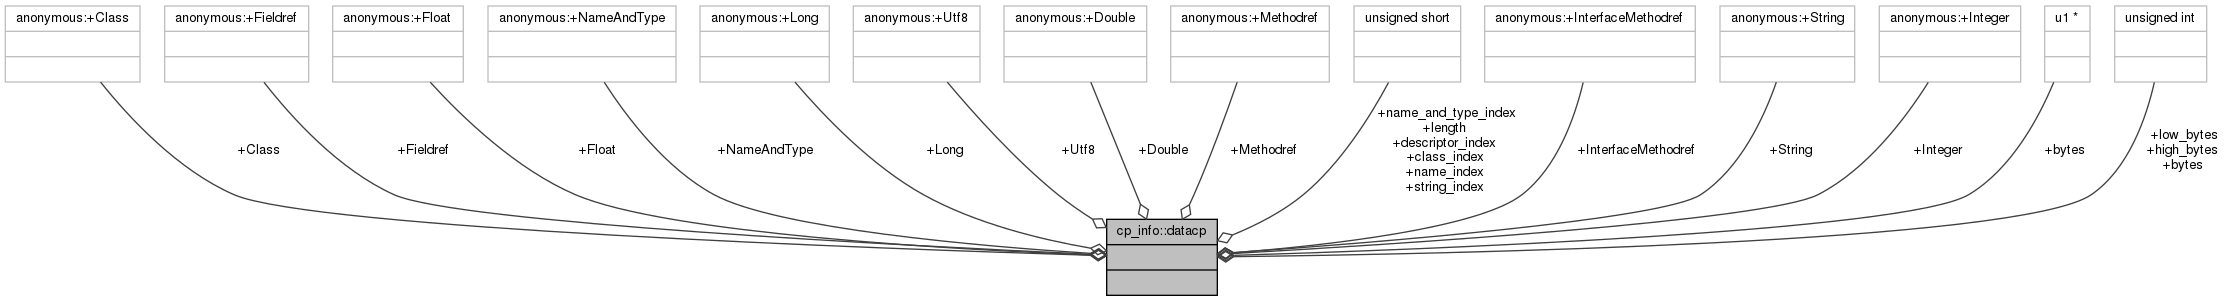 anonymous:+Class
anonymous:+Fieldref
anonymous:+Float
anonymous:+NameAndType
anonymous:+Long
anonymous:+Utf8
anonymous:+Double
anonymous:+Methodref
unsigned short
anonymous:+InterfaceMethodref
anonymous:+String
anonymous:+Integer
u1 *
unsigned int
+Class
+Fieldref
+Float
+NameAndType
+Long
+Utf8
+Double
+Methodref
+name_and_type_index
+length
+descriptor_index
+class_index
+name_index
+string_index
+InterfaceMethodref
+String
+Integer
+bytes
+low_bytes
+high_bytes
+bytes
cp_info::datacp